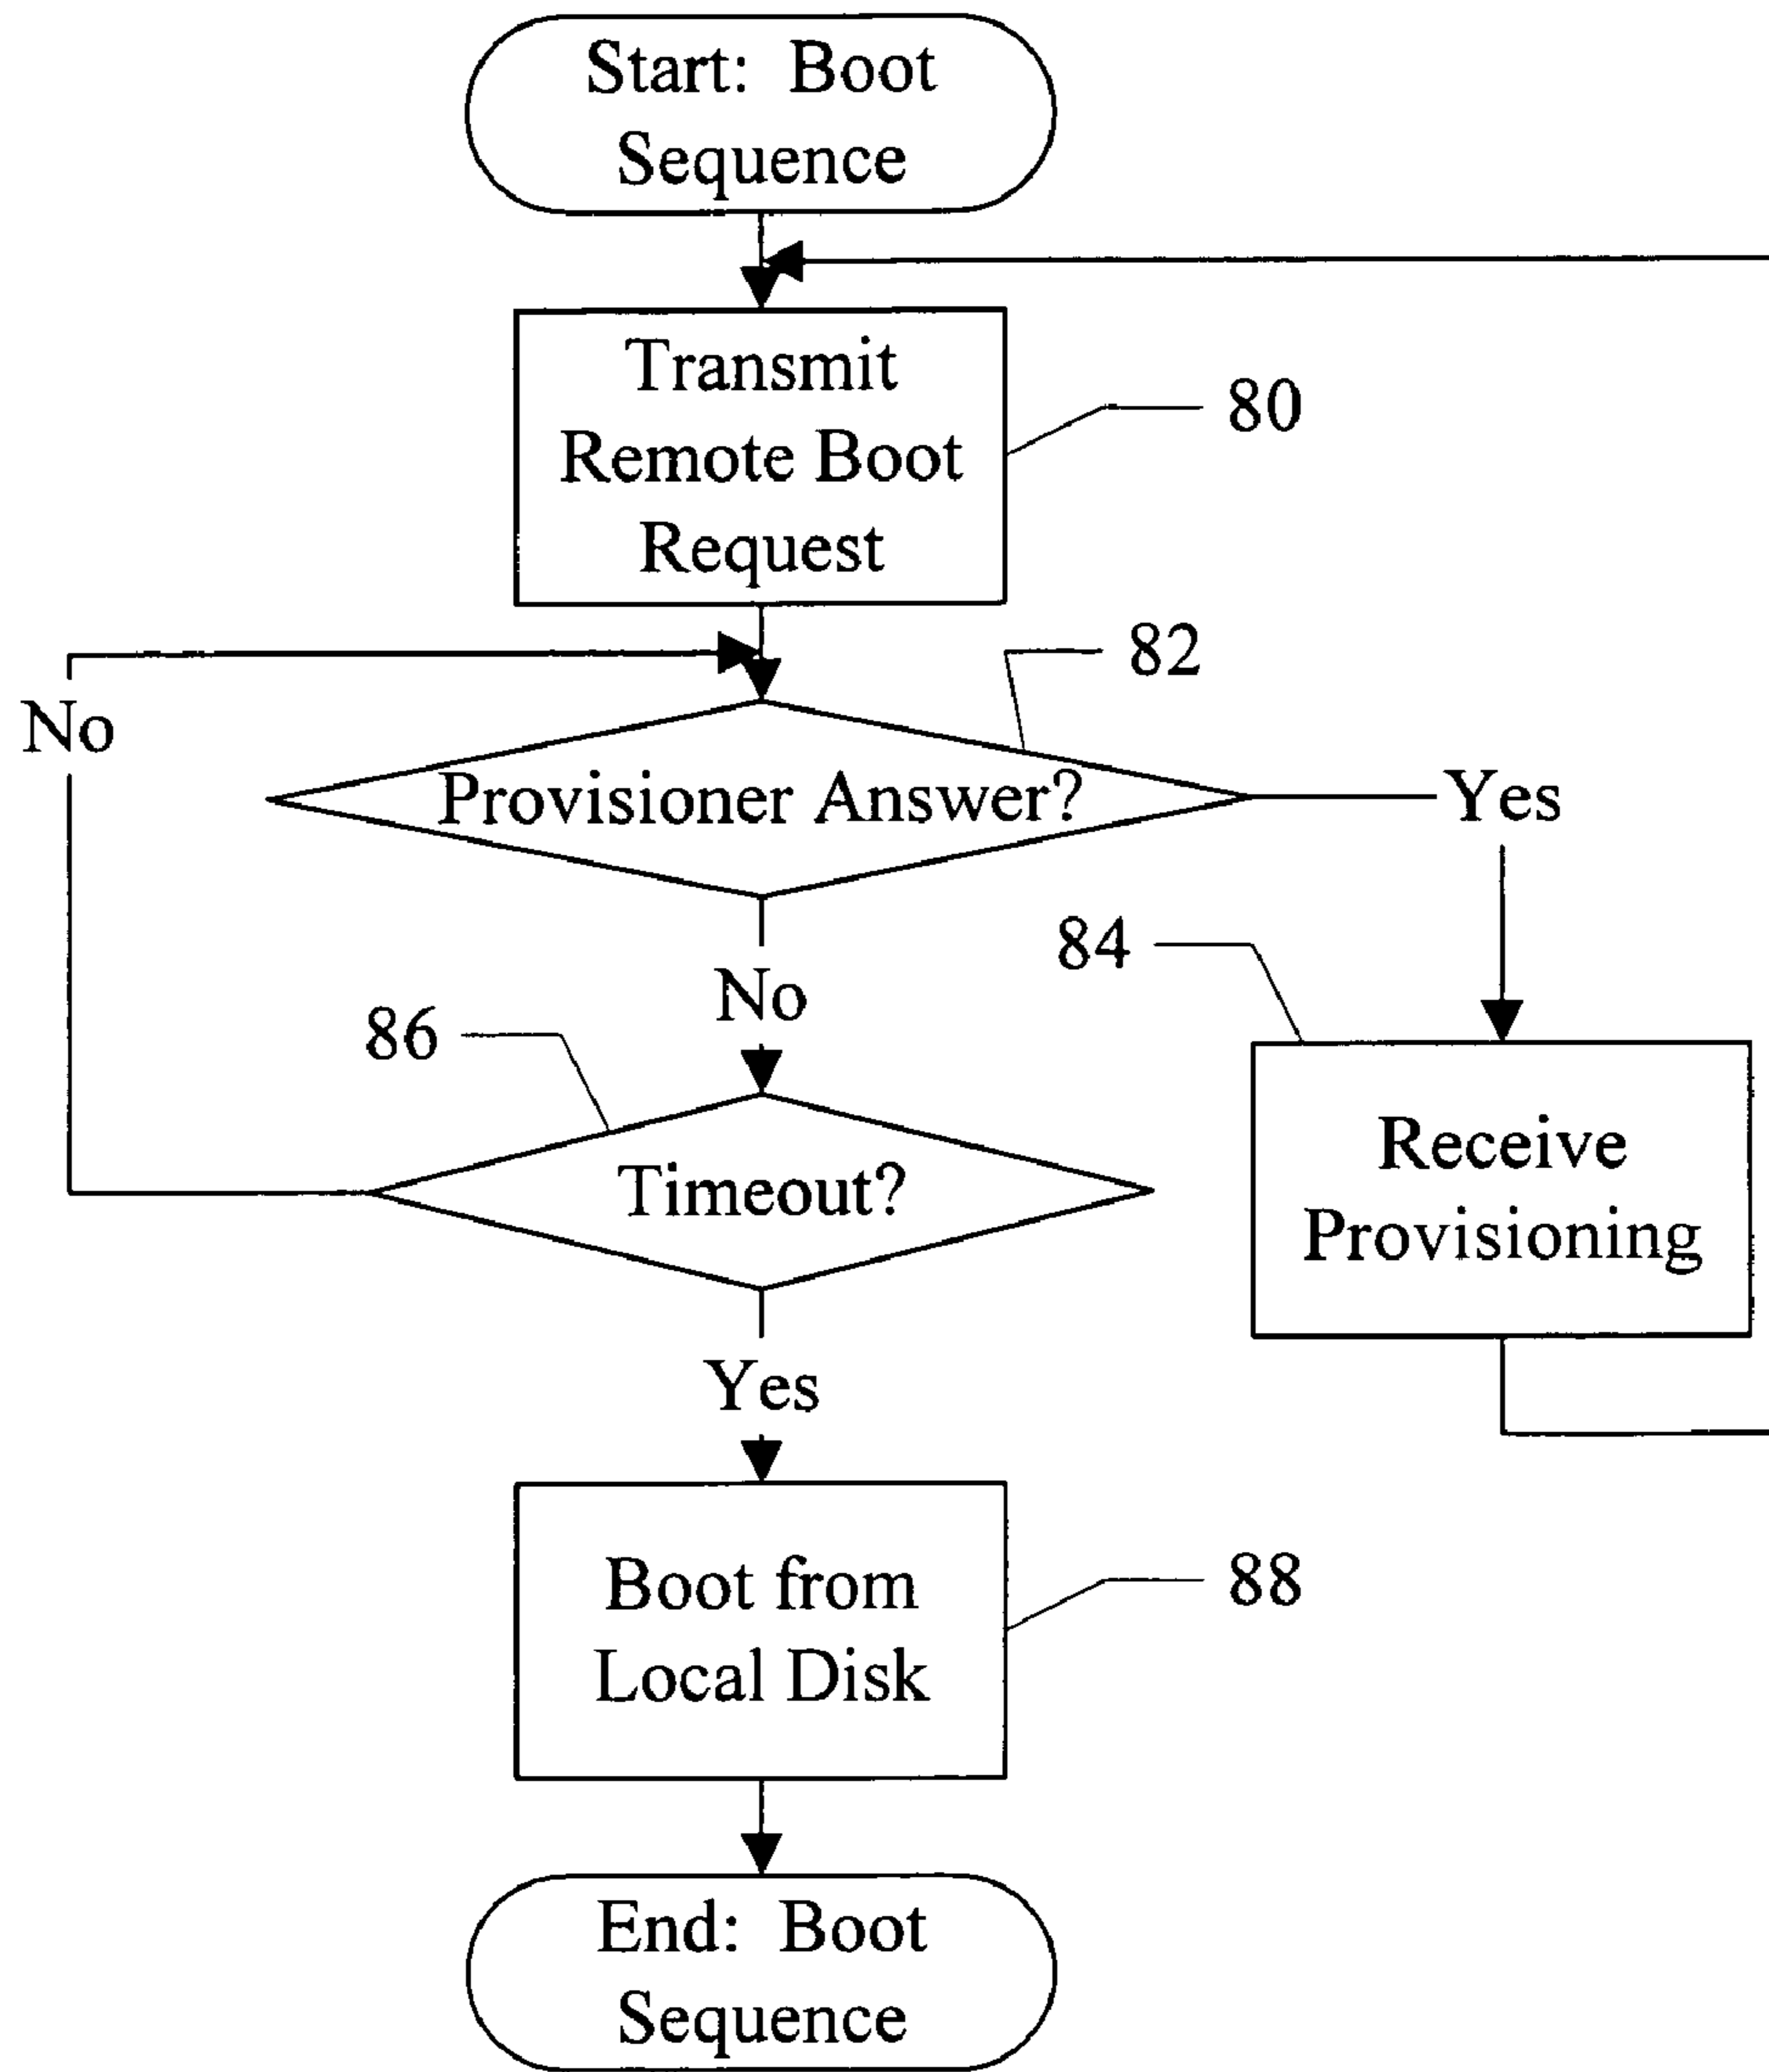 Start: Boot
Sequence
Transmit
Remote Boot
Request
80
82
No
Provisioner Answer?
Yes
84
No
86
Receive
Provisioning
Timeout?
Yes
Boot from
Local Disk
88
End: Boot
Sequence